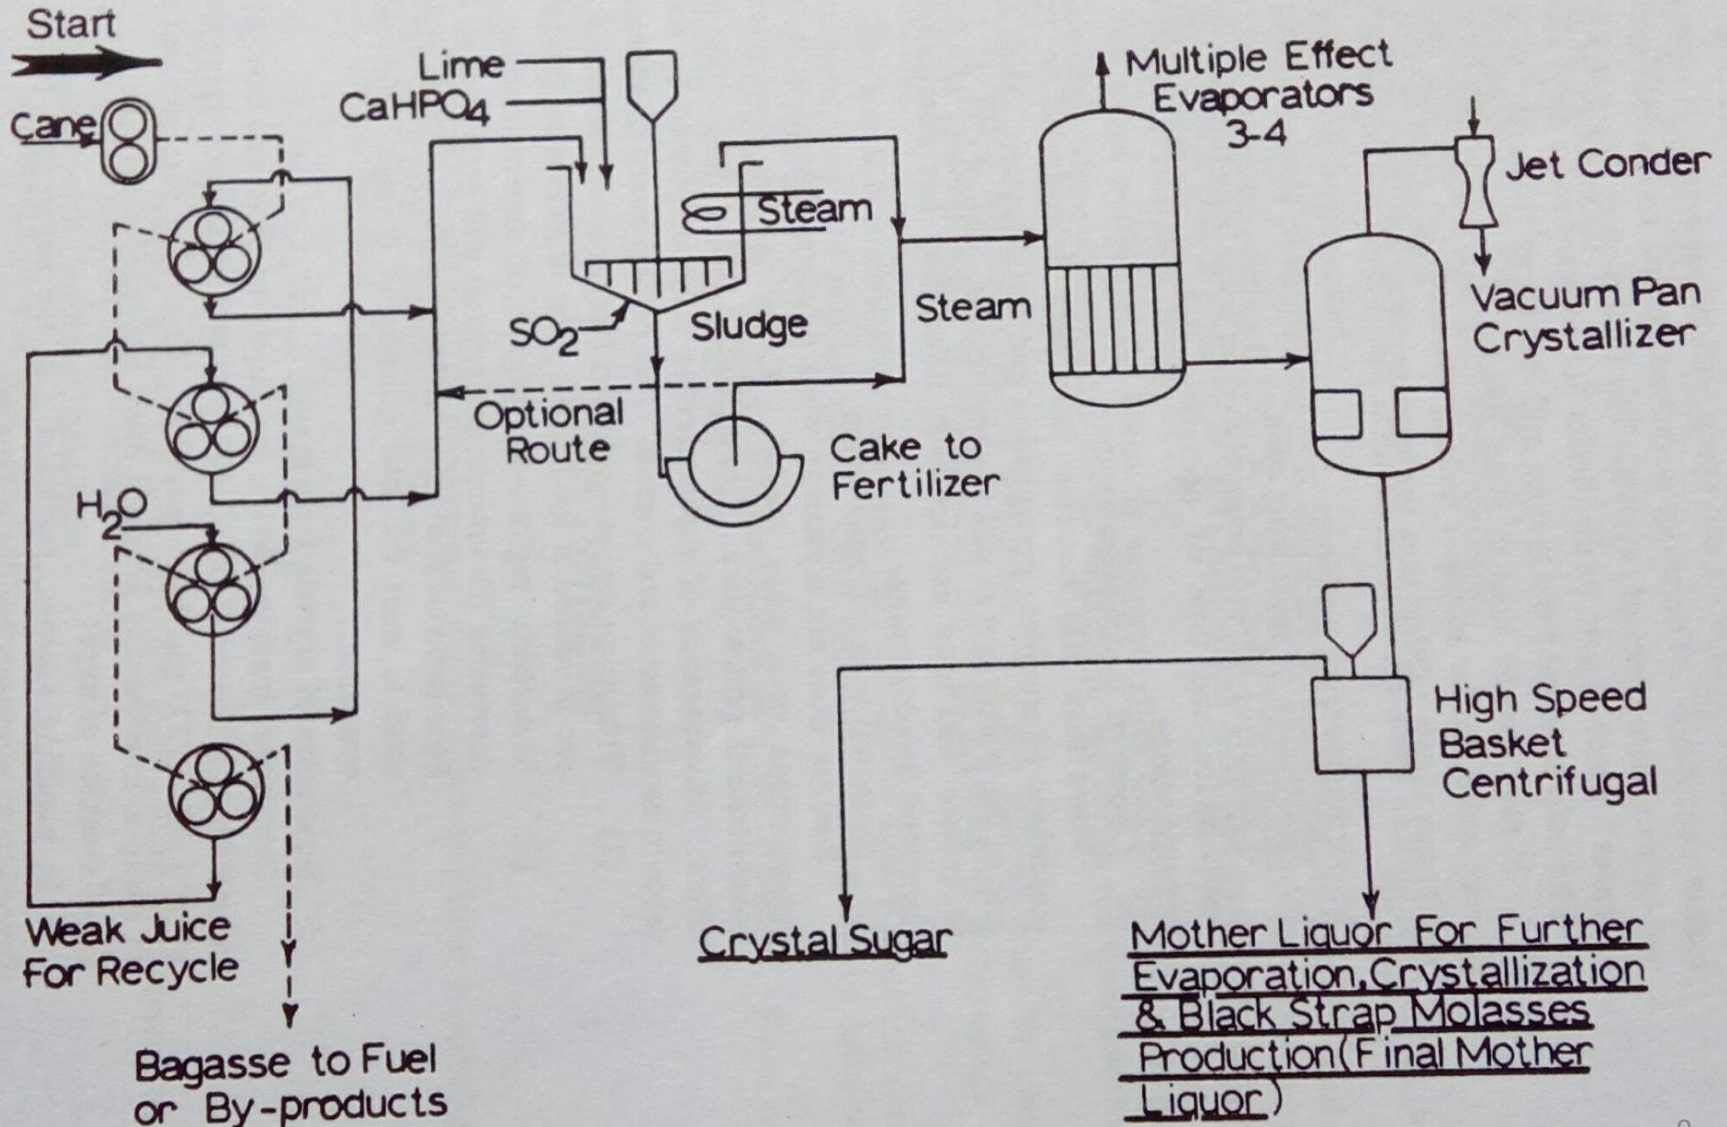 Start
Cane
Lime
CaHPO4
Steam
SO2
Sludge
Optional
Route
H2O
Cake to
Fertilizer
Steam
Multiple Effect
Evaporators
3-4
Jet Conder
Vacuum Pan
Crystallizer
High Speed
Basket
Centrifugal
Weak Juice
For Recycle
Bagasse to Fuel
or By-products
Crystal Sugar
Mother Liquor For Further
Evaporation, Crystallization
& Black Strap Molasses
Production (Final Mother
Liquor)